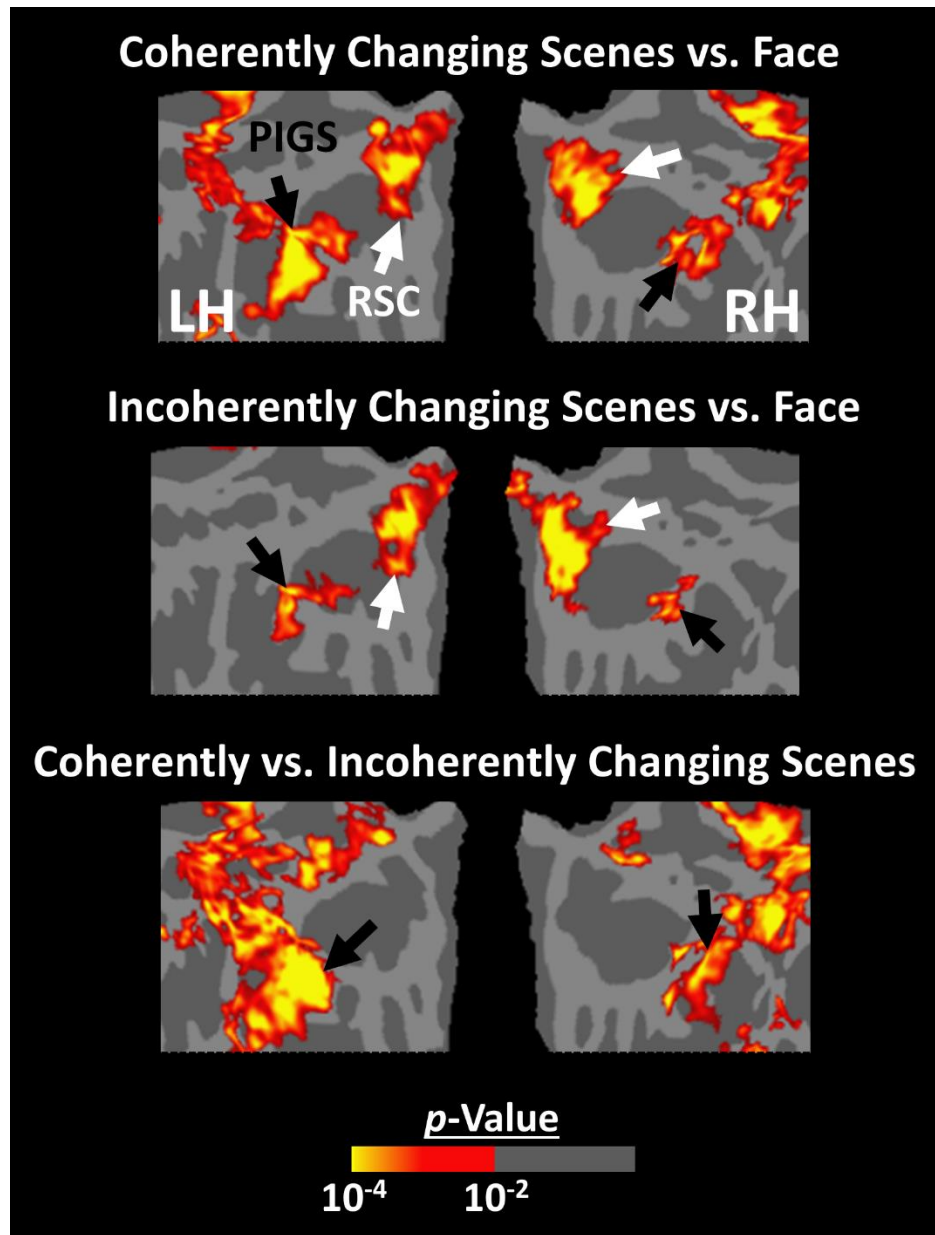 Coherently Changing Scenes vs. Face
PIGS
RSC
LH
RH
Incoherently Changing Scenes vs. Face
Coherently vs. Incoherently Changing Scenes
p-Value
10⁻⁴
10⁻²